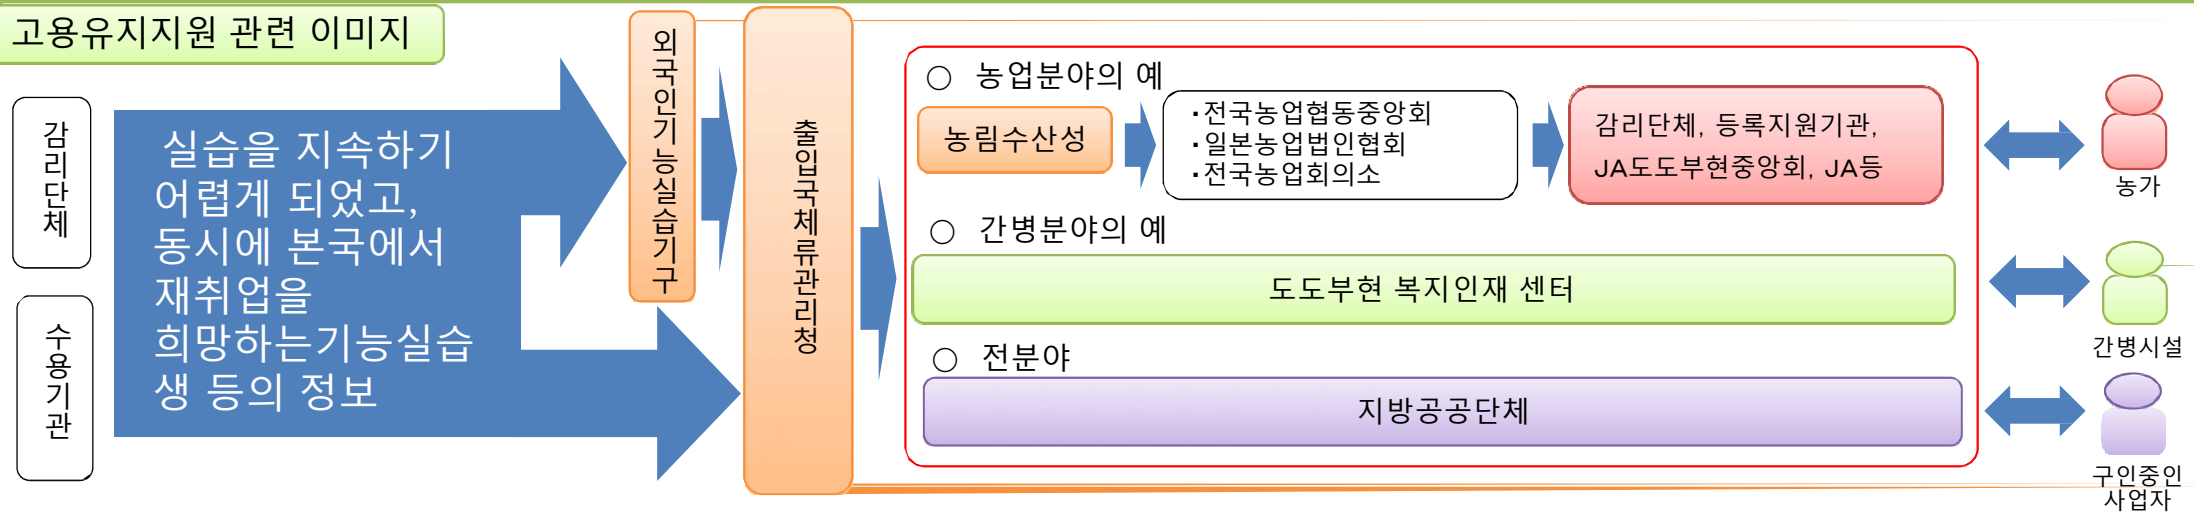 고용유지지원 관련 이미지
감리단체
수용기관
실습을 지속하기
어렵게 되었고,
동시에 본국에서
재취업을
희망하는기능실습
생 등의 정보
외국인기능실습기구
출입국체류관리청
○ 농업분야의 예
농림수산성
·전국농업협동중앙회
·일본농업법인협회
·전국농업회의소
감리단체, 등록지원기관,
JA도도부현중앙회, JA등
농가
○ 간병분야의 예
도도부현 복지인재 센터
간병시설
○ 전분야
지방공공단체
구인중인
사업자